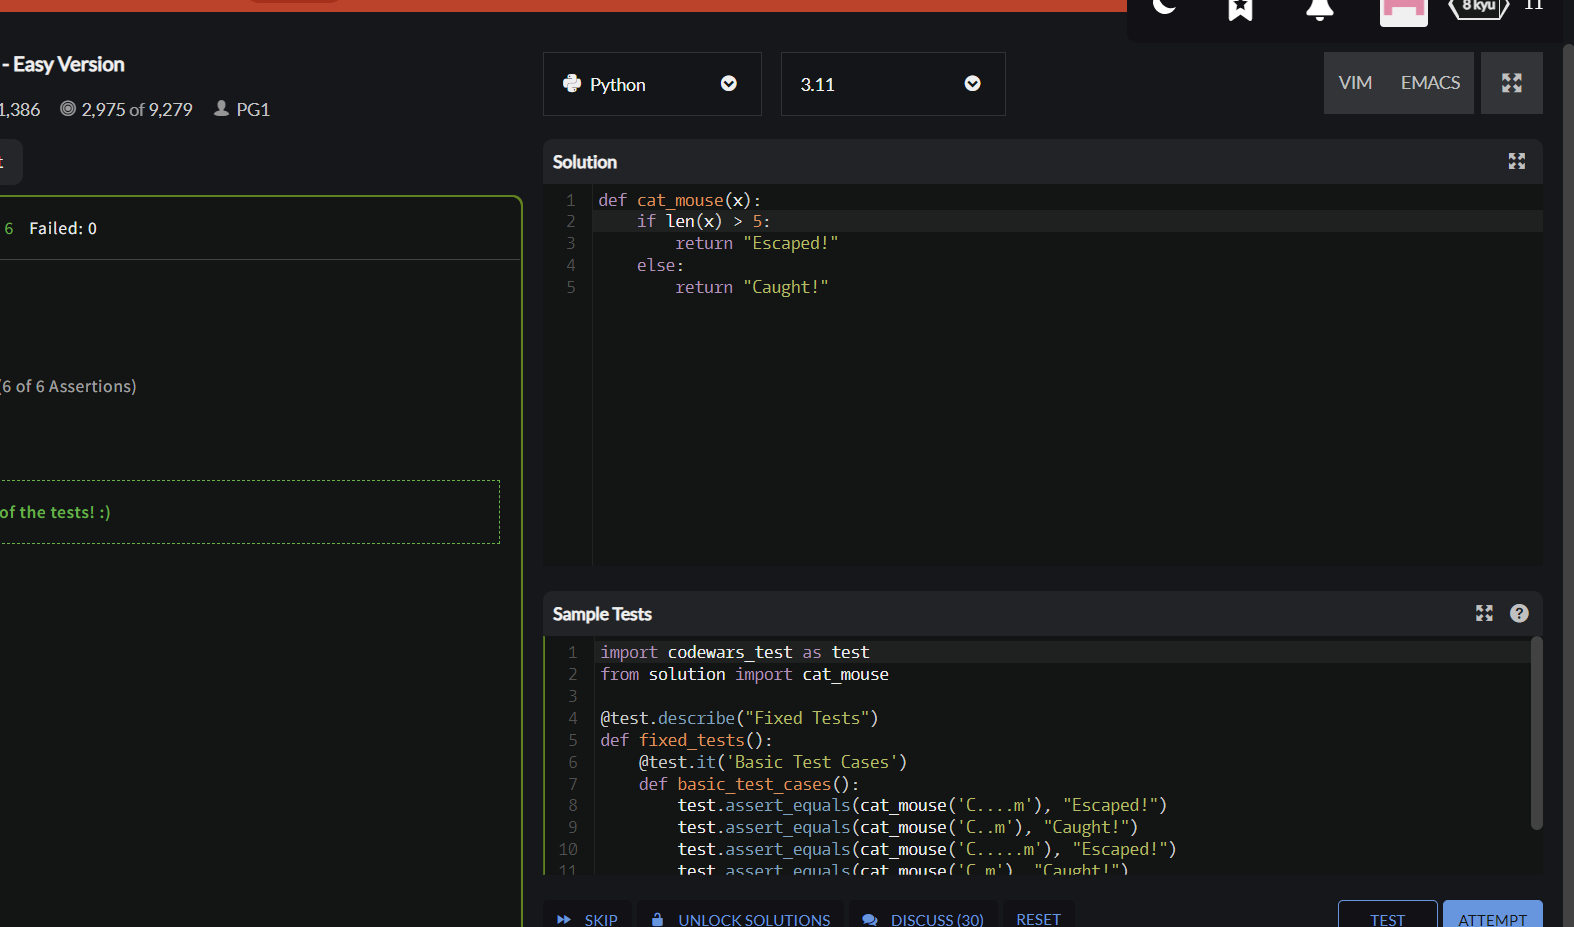 8 kyu
11
- Easy Version
1,386 2,975 of 9,279 PG1
Python
3.11
VIM EMACS
6 Failed: 0
(6 of 6 Assertions)
of the tests! :)
Solution
1 def cat_mouse(x):
2     if len(x) > 5:
3         return "Escaped!"
4     else:
5         return "Caught!"
Sample Tests
?
1 import codewars_test as test
2 from solution import cat_mouse
3
4 @test.describe("Fixed Tests")
5 def fixed_tests():
6     @test.it('Basic Test Cases')
7     def basic_test_cases():
8         test.assert_equals(cat_mouse('C....m'), "Escaped!")
9         test.assert_equals(cat_mouse('C..m'), "Caught!")
10         test.assert_equals(cat_mouse('C.....m'), "Escaped!")
11         test.assert_equals(cat_mouse('C.m'), "Caught!")
SKIP UNLOCK SOLUTIONS DISCUSS (30) RESET TEST ATTEMPT